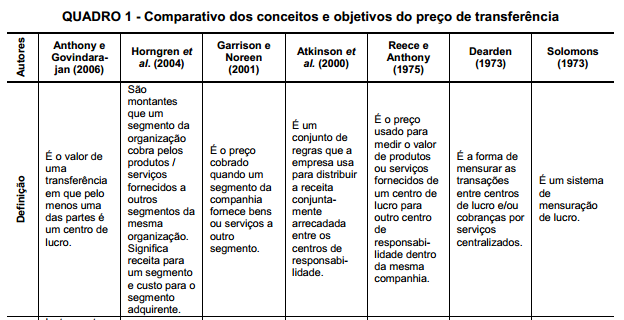 QUADRO 1 - Comparativo dos conceitos e objetivos do preço de transferência
Autores
Anthony e
Govindara-
jan (2006)
Horngren et
al. (2004)
Garrison e
Noreen
(2001)
Atkinson et
al. (2000)
Reece e
Anthony
(1975)
Dearden
(1973)
Solomons
(1973)
Definição
É o valor de
uma
transferência
em que pelo
menos uma
das partes é
um centro de
lucro.
São
montantes
que um
segmento da
organização
cobra pelos
produtos /
serviços
fornecidos a
outros
segmentos da
mesma
organização.
Significa
receita para
um segmento
e custo para o
segmento
adquirente.
É o preço
cobrado
quando um
segmento da
companhia
fornece bens
ou serviços a
outro
segmento.
É um
conjunto de
regras que a
empresa usa
para distribuir
a receita
conjunta-
mente
arrecadada
entre os
centros de
responsabi-
lidade.
É o preço
usado para
medir o valor
de produtos
ou serviços
fornecidos de
um centro de
lucro para
outro centro
de
responsabi-
lidade dentro
da mesma
companhia.
É a forma de
mensurar as
transações
entre centros
de lucro e/ou
cobranças por
serviços
centralizados.
É um sistema
de
mensuração
de lucro.